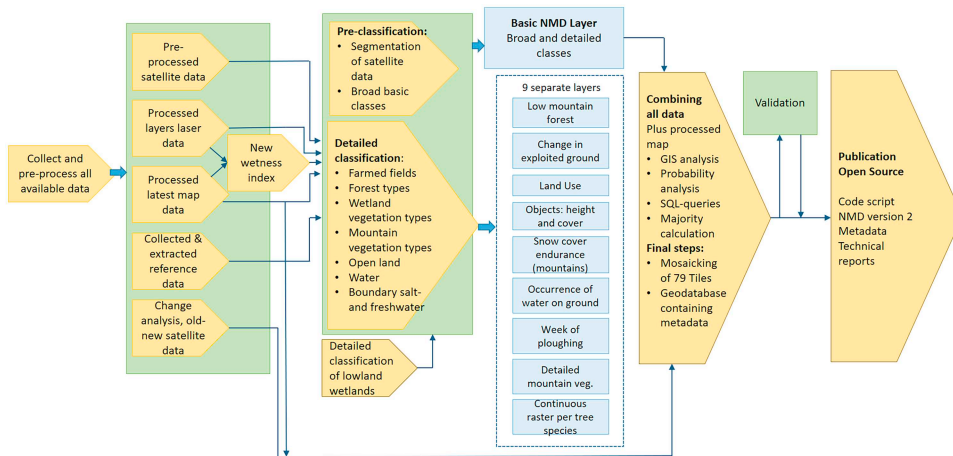 Collect and
pre-process all
available data
Pre-
processed
satellite data
Processed
layers laser
data
Processed
latest map
data
Collected &
extracted
reference
data
Change
analysis, old-
new satellite
data
New
wetness
index
Pre-classification:
• Segmentation
of satellite
data
• Broad basic
classes
Detailed
classification:
• Farmed fields
• Forest types
• Wetland
vegetation types
• Mountain
vegetation types
• Open land
• Water
• Boundary salt-
and freshwater
Detailed
classification
of lowland
wetlands
Basic NMD Layer
Broad and detailed
classes
9 separate layers
Low mountain
forest
Change in
exploited ground
Land Use
Objects: height
and cover
Snow cover
endurance
(mountains)
Occurrence of
water on ground
Week of
ploughing
Detailed
mountain veg.
Continuous
raster per tree
species
Combining
all data
Plus processed
map
• GIS analysis
• Probability
analysis
• SQL-queries
• Majority
calculation
Final steps:
• Mosaicking
of 79 Tiles
• Geodatabase
containing
metadata
Validation
Publication
Open Source
Code script
NMD version 2
Metadata
Technical
reports